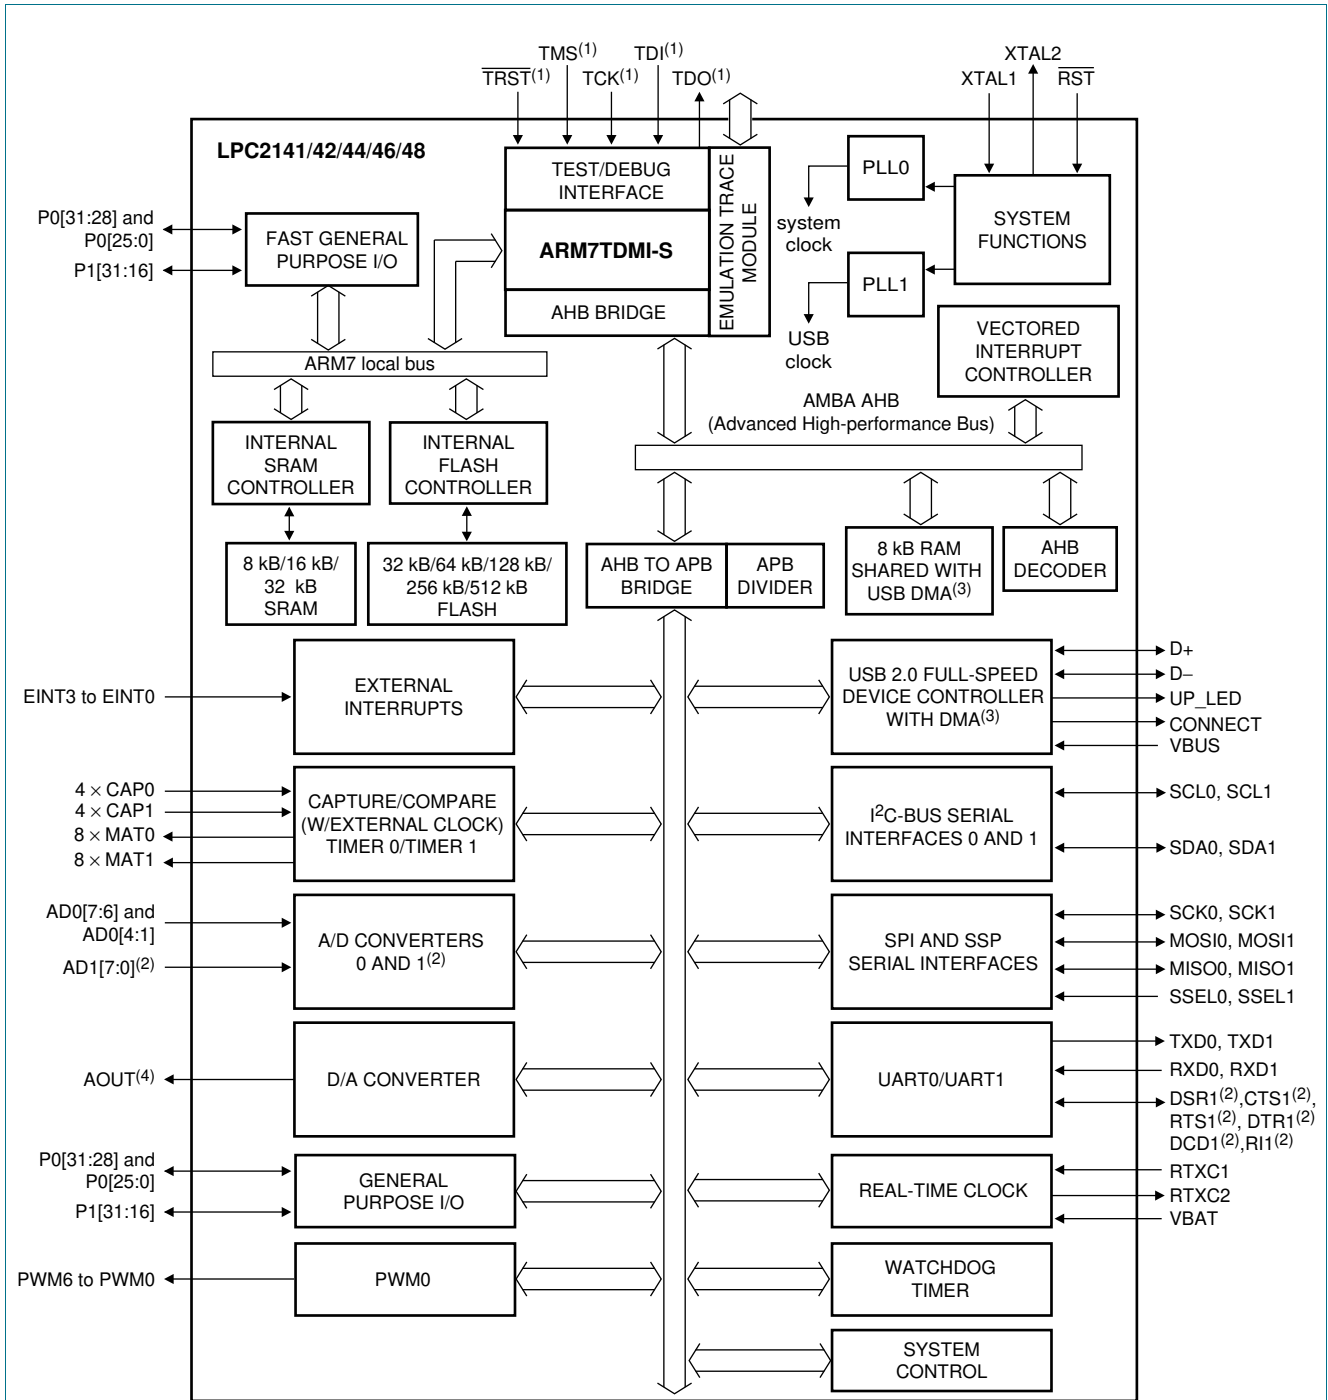 TMS(1)
TDI(1)
XTAL2
TRST(1)
TCK(1)
TDO(1)
XTAL1
RST
LPC2141/42/44/46/48
TEST/DEBUG
INTERFACE
EMULATION TRACE
MODULE
PLL0
system
clock
SYSTEM
FUNCTIONS
P0[31:28] and
P0[25:0]
P1[31:16]
FAST GENERAL
PURPOSE I/O
ARM7TDMI-S
PLL1
AHB BRIDGE
USB
clock
VECTORED
INTERRUPT
CONTROLLER
ARM7 local bus
AMBA AHB
(Advanced High-performance Bus)
INTERNAL
SRAM
CONTROLLER
INTERNAL
FLASH
CONTROLLER
8 kB/16 kB/
32 kB
SRAM
32 kB/64 kB/128 kB/
256 kB/512 kB
FLASH
AHB TO APB
BRIDGE
APB
DIVIDER
8 kB RAM
SHARED WITH
USB DMA(3)
AHB
DECODER
EINT3 to EINT0
EXTERNAL
INTERRUPTS
USB 2.0 FULL-SPEED
DEVICE CONTROLLER
WITH DMA(3)
D+
D−
UP_LED
CONNECT
VBUS
4 × CAP0
4 × CAP1
8 × MAT0
8 × MAT1
CAPTURE/COMPARE
(W/EXTERNAL CLOCK)
TIMER 0/TIMER 1
I2C-BUS SERIAL
INTERFACES 0 AND 1
SCL0, SCL1
SDA0, SDA1
AD0[7:6] and
AD0[4:1]
AD1[7:0](2)
A/D CONVERTERS
0 AND 1(2)
SPI AND SSP
SERIAL INTERFACES
SCK0, SCK1
MOSI0, MOSI1
MISO0, MISO1
SSEL0, SSEL1
AOUT(4)
D/A CONVERTER
UART0/UART1
TXD0, TXD1
RXD0, RXD1
DSR1(2),CTS1(2),
RTS1(2), DTR1(2)
DCD1(2),RI1(2)
P0[31:28] and
P0[25:0]
P1[31:16]
GENERAL
PURPOSE I/O
REAL-TIME CLOCK
RTXC1
RTXC2
VBAT
PWM6 to PWM0
PWM0
WATCHDOG
TIMER
SYSTEM
CONTROL